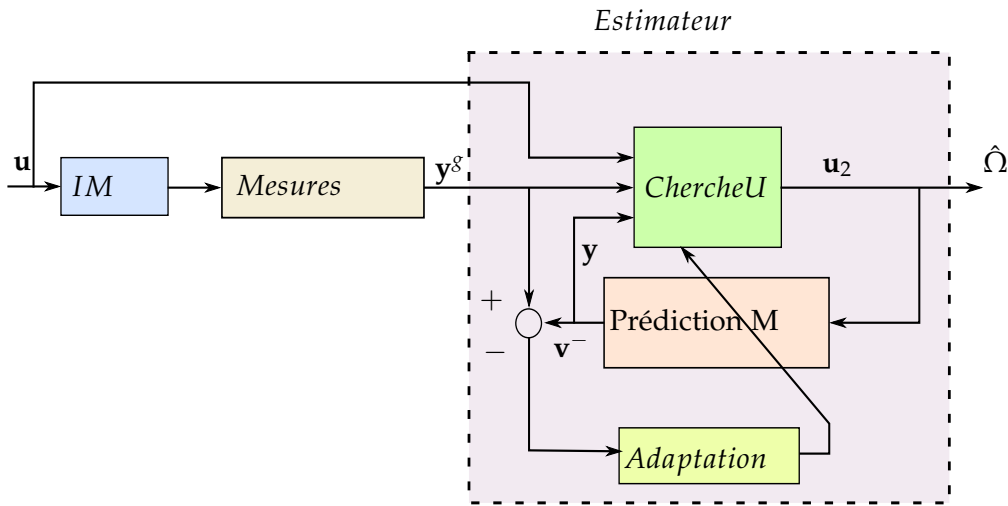 Estimateur
u
IM
Mesures
y^g
ChercheU
u₂
Ω̂
y
+
−
v⁻
Prédiction M
Adaptation